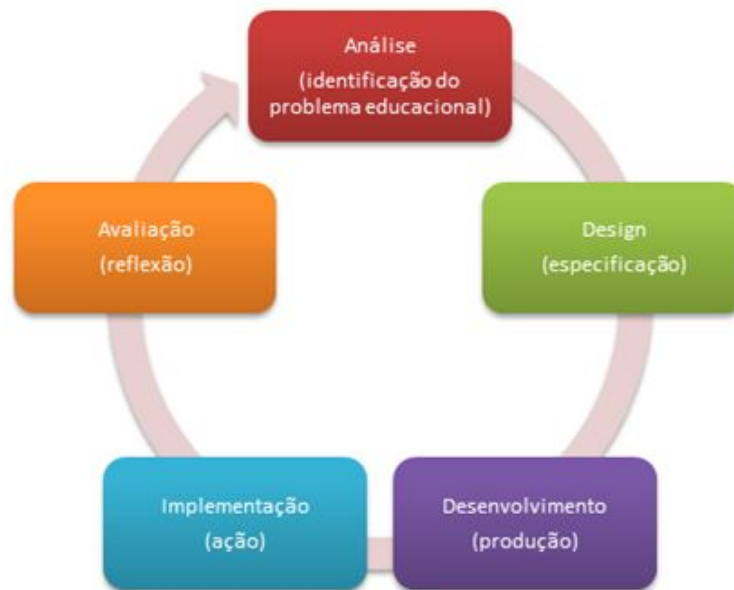 Análise
(identificação do
problema educacional)
Avaliação
(reflexão)
Design
(especificação)
Implementação
(ação)
Desenvolvimento
(produção)